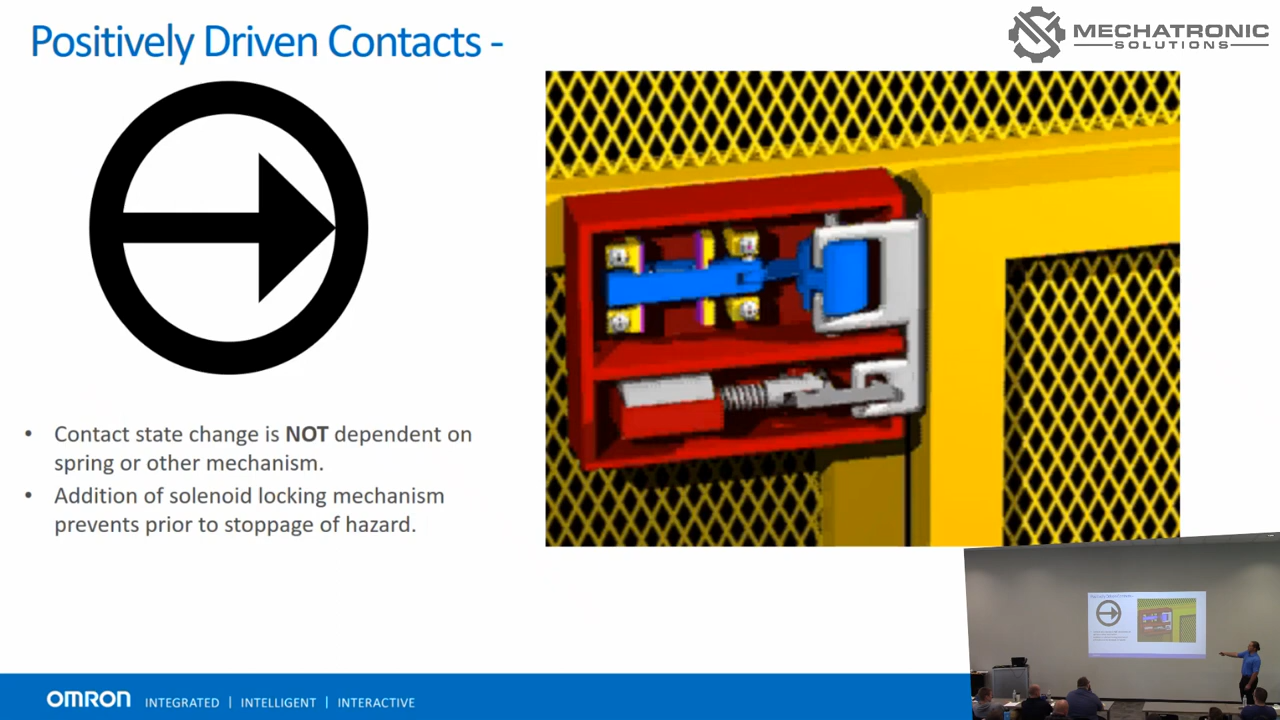 Positively Driven Contacts -
MECHATRONIC
SOLUTIONS
• Contact state change is NOT dependent on
spring or other mechanism.
• Addition of solenoid locking mechanism
prevents prior to stoppage of hazard.
OMRON INTEGRATED | INTELLIGENT | INTERACTIVE